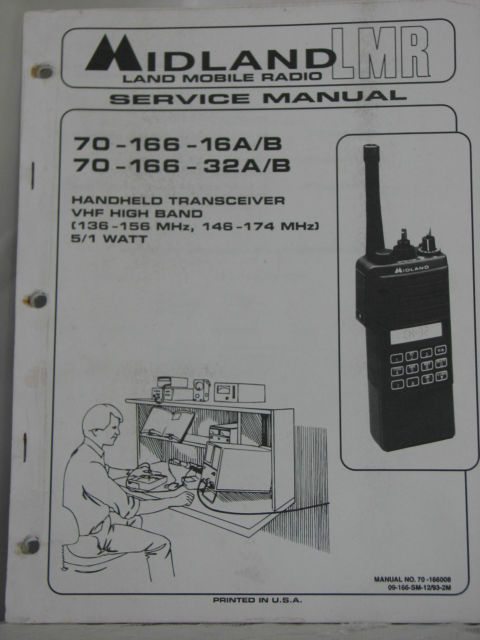 MIDLAND LMR
LAND MOBILE RADIO
SERVICE MANUAL
70-166-16A/B
70-166-32A/B
HANDHELD TRANSCEIVER
VHF HIGH BAND
(136-156 MHz, 146-174 MHz)
5/1 WATT
MIDLAND
MANUAL NO. 70-166008
09-166-SM-12/93-2M
PRINTED IN U.S.A.